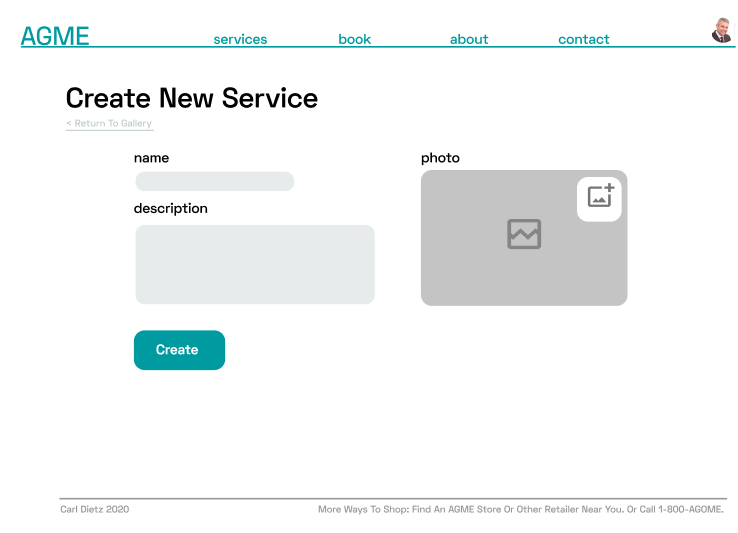 AGME
services book about contact
Create New Service
< Return To Gallery
name
photo
description
Create
Carl Dietz 2020
More Ways To Shop: Find An AGME Store Or Other Retailer Near You. Or Call 1-800-AGOME.